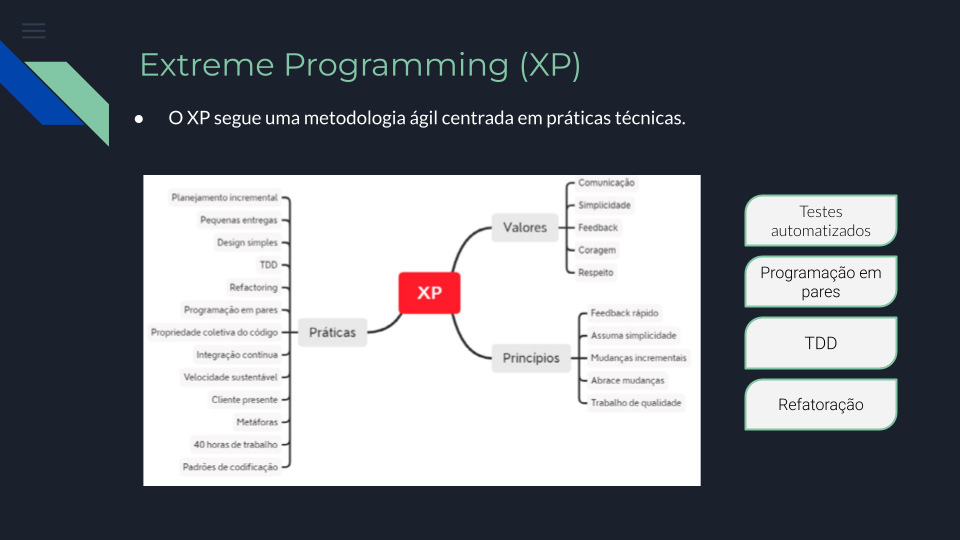 Extreme Programming (XP)
● O XP segue uma metodologia ágil centrada em práticas técnicas.
Planejamento incremental
Pequenas entregas
Design simples
TDD
Refactoring
Programação em pares
Propriedade coletiva do código
Integração contínua
Velocidade sustentável
Cliente presente
Metáforas
40 horas de trabalho
Padrões de codificação
Práticas
XP
Valores
Comunicação
Simplicidade
Feedback
Coragem
Respeito
Princípios
Feedback rápido
Assuma simplicidade
Mudanças incrementais
Abrace mudanças
Trabalho de qualidade
Testes
automatizados
Programação em
pares
TDD
Refatoração